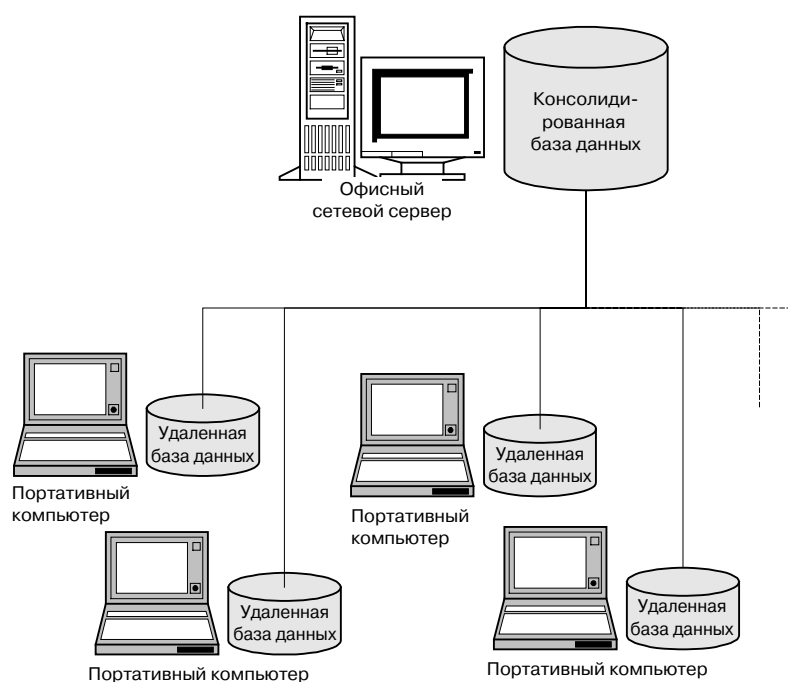 Консолиди-
рованная
база данных
Офисный
сетевой сервер
Удаленная
база данных
Портативный
компьютер
Удаленная
база данных
Портативный
компьютер
Удаленная
база данных
Портативный компьютер
Удаленная
база данных
Портативный компьютер